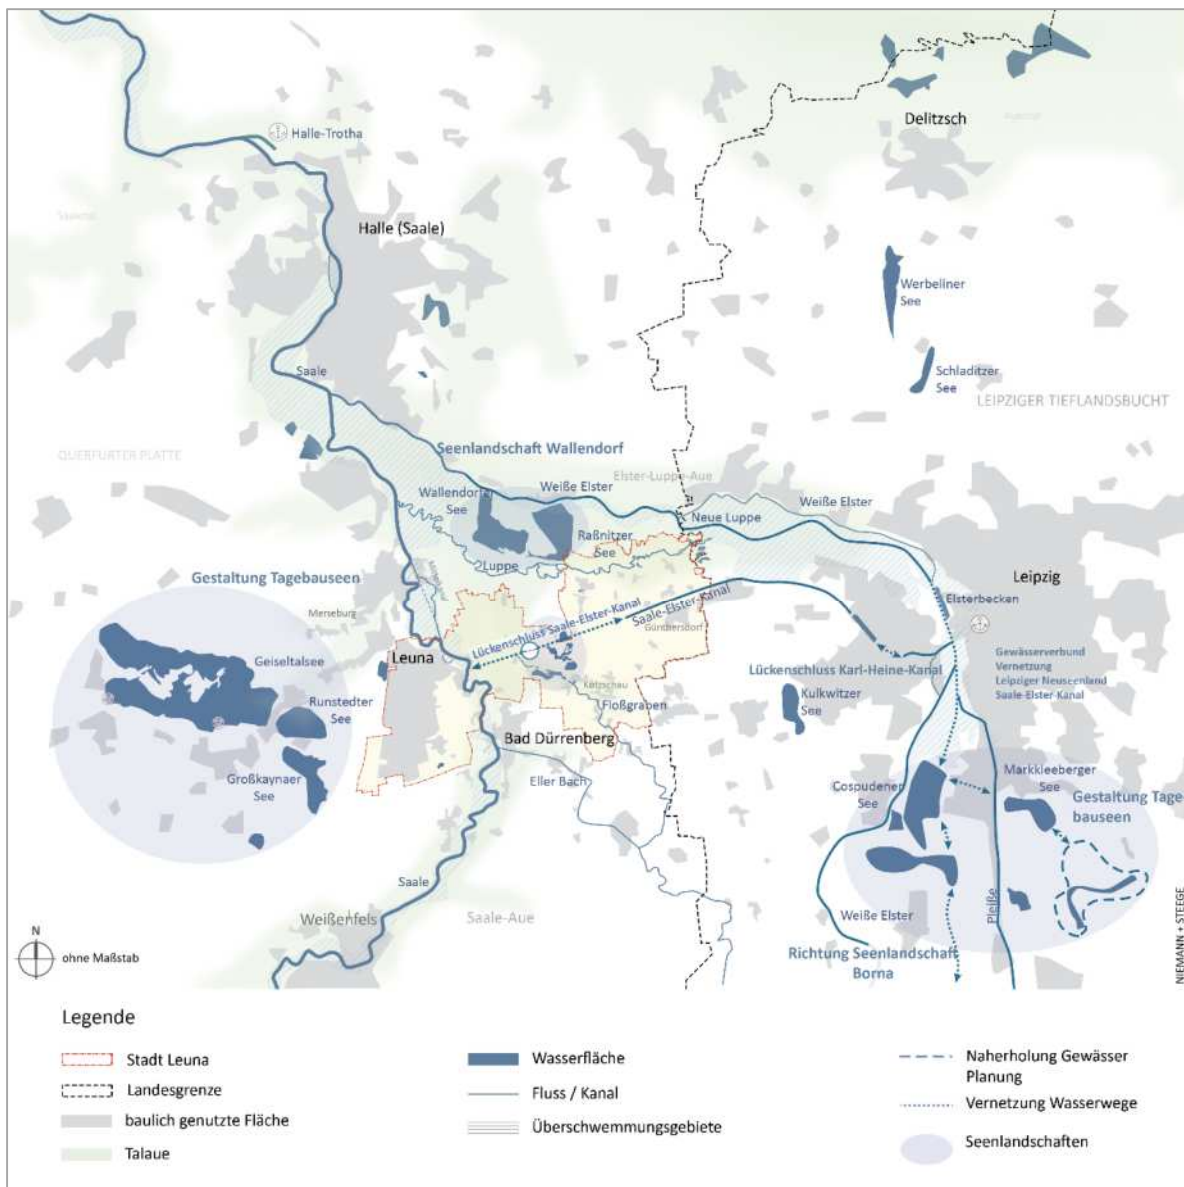 Halle-Trotha
Delitzsch
Halle (Saale)
Werbeliner
See
Saale
Schladitzer
See
LEIPZIGER TIEFLANDSBUCHT
QUERFURTER PLATTE
Seenlandschaft Wallendorf
Elster-Luppe-Aue
Wallendorfer
See
Weiße Elster
Weiße Elster
Neue Luppe
Raßnitzer
See
Luppe
Gestaltung Tagebauseen
Leipzig
Elsterbecken
Merseburg
Lückenschluss Saale-Elster-Kanal
Saale-Elster-Kanal
Günthersdorf
Leuna
Geiseltalsee
Gewässerverbund
Vernetzung
Leipziger Neuseenland
Saale-Elster-Kanal
Lückenschluss Karl-Heine-Kanal
Kötzschau
Kulkwitzer
See
Runstedter
See
Floßgraben
Bad Dürrenberg
Großkaynaer
See
Eller Bach
Cospudener
See
Markkleeberger
See
Gestaltung Tage-
bauseen
Saale
Weißenfels
Saale-Aue
Weiße Elster
Pleiße
Richtung Seenlandschaft
Borna
N
ohne Maßstab
NIEMANN + STEEGE
Legende
Stadt Leuna
Landesgrenze
baulich genutzte Fläche
Talaue
Wasserfläche
Fluss / Kanal
Überschwemmungsgebiete
Naherholung Gewässer
Planung
Vernetzung Wasserwege
Seenlandschaften